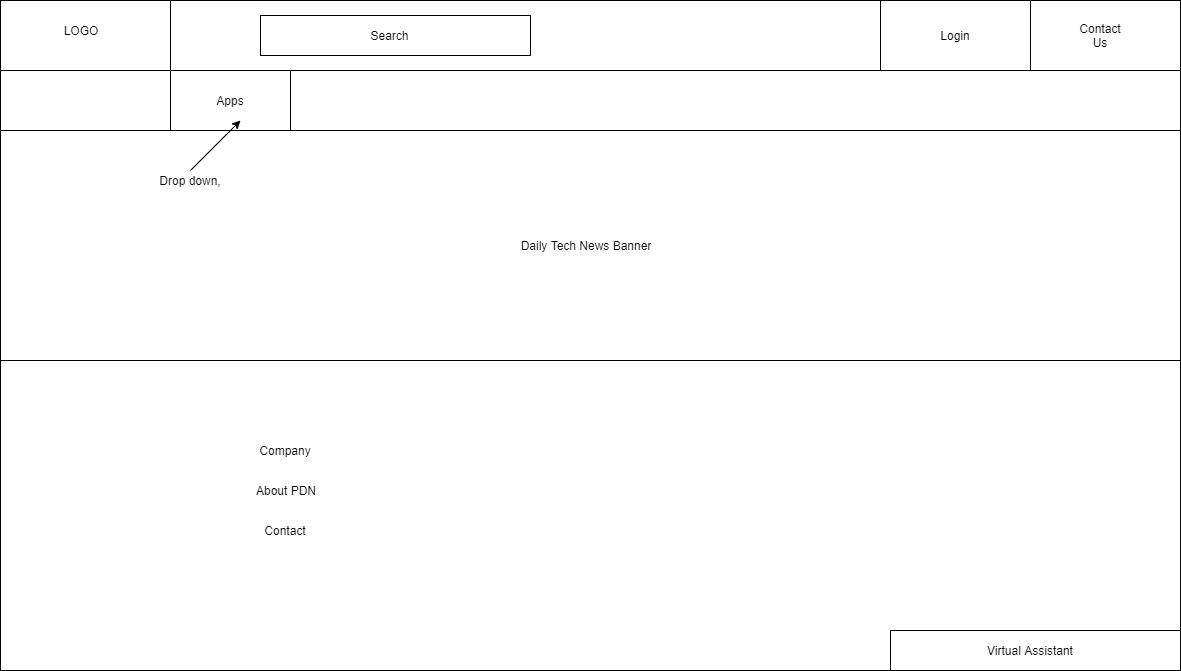 LOGO
Search
Login
Contact
Us
Apps
Drop down,
Daily Tech News Banner
Company
About PDN
Contact
Virtual Assistant